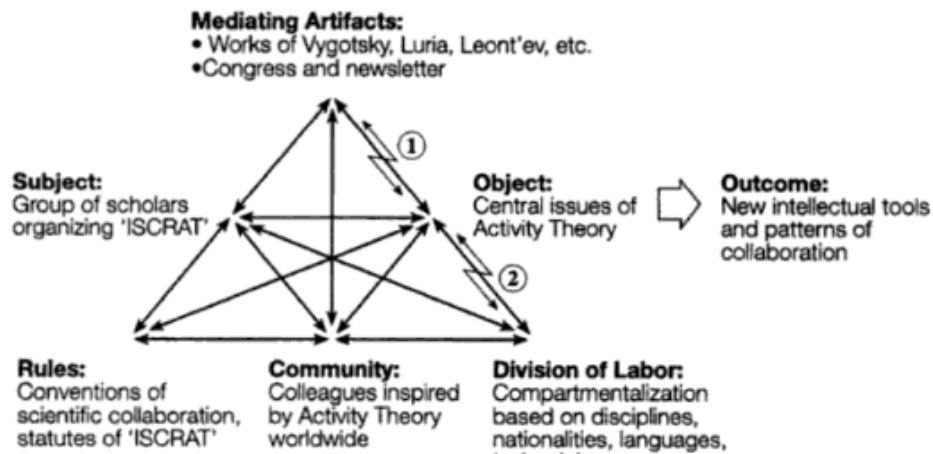 Mediating Artifacts:
• Works of Vygotsky, Luria, Leont'ev, etc.
•Congress and newsletter
1
Subject:
Group of scholars
organizing 'ISCRAT'
Object:
Central issues of
Activity Theory
Outcome:
New intellectual tools
and patterns of
collaboration
2
Rules:
Conventions of
scientific collaboration,
statutes of 'ISCRAT'
Community:
Colleagues inspired
by Activity Theory
worldwide
Division of Labor:
Compartmentalization
based on disciplines,
nationalities, languages,